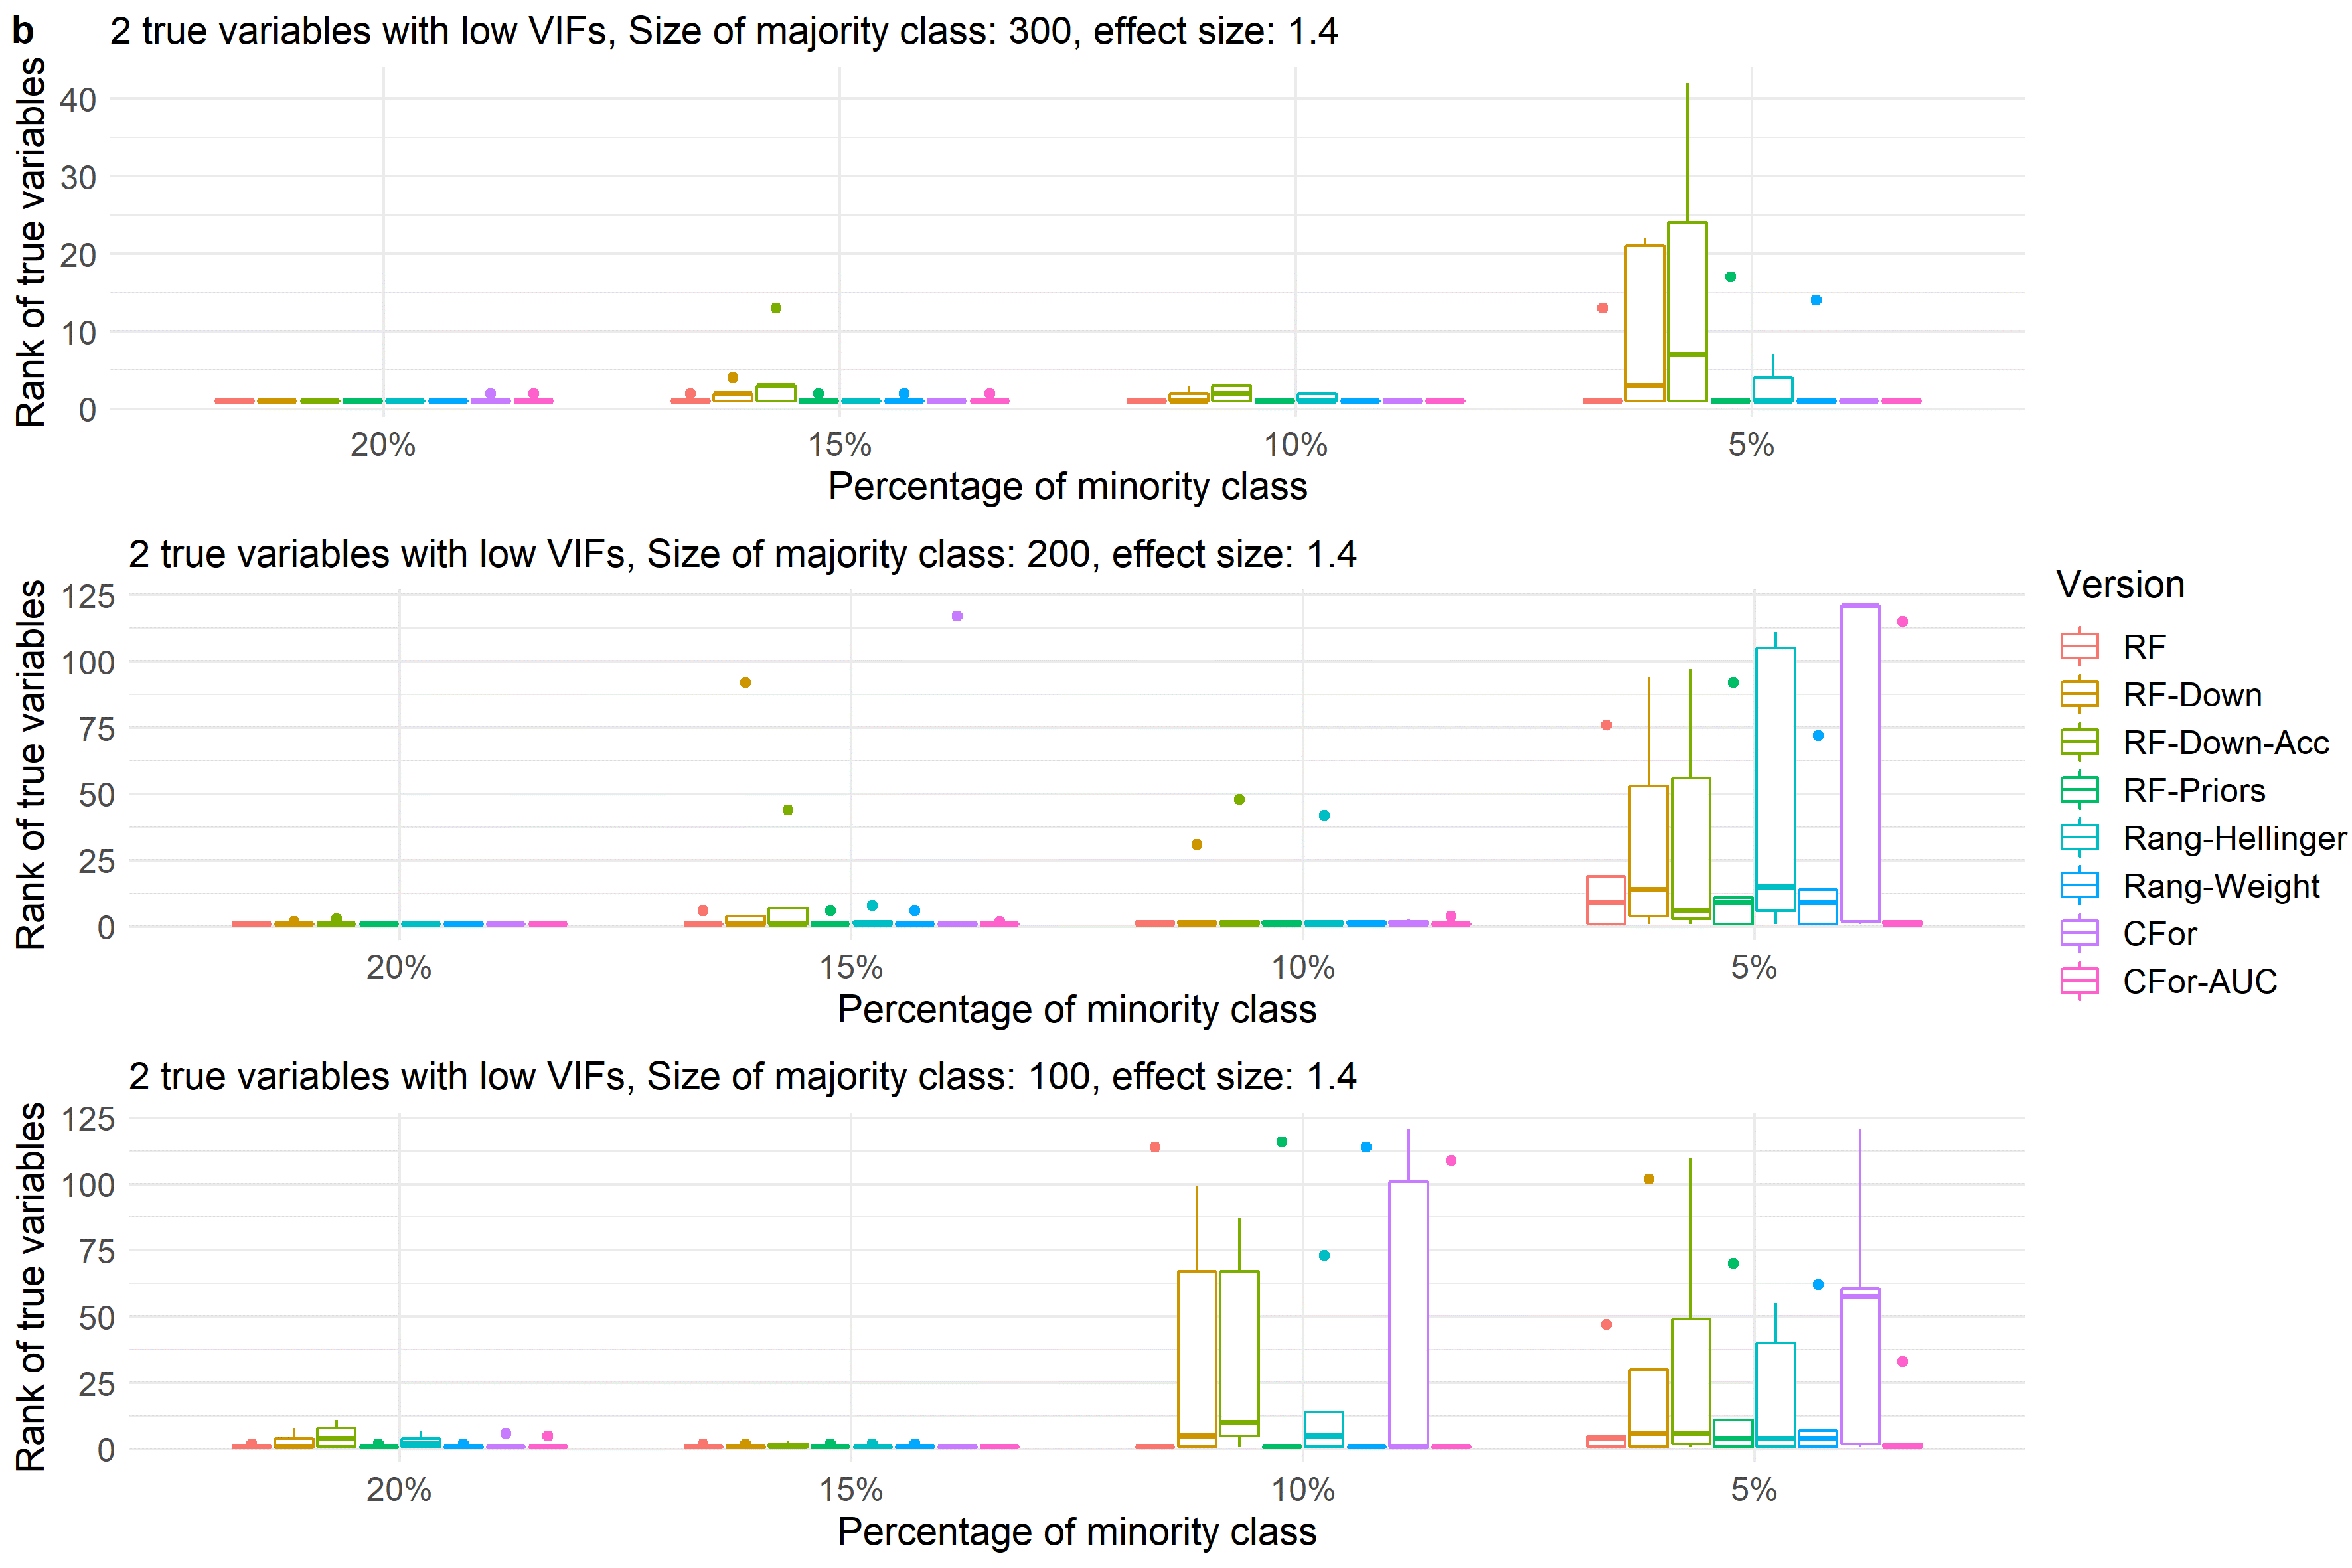 b
2 true variables with low VIFs, Size of majority class: 300, effect size: 1.4
Rank of true variables
40
30
20
10
0
20%
15%
10%
5%
Percentage of minority class
2 true variables with low VIFs, Size of majority class: 200, effect size: 1.4
Rank of true variables
125
100
75
50
25
0
20%
15%
10%
5%
Percentage of minority class
2 true variables with low VIFs, Size of majority class: 100, effect size: 1.4
Rank of true variables
125
100
75
50
25
0
20%
15%
10%
5%
Percentage of minority class
Version
RF
RF-Down
RF-Down-Acc
RF-Priors
Rang-Hellinger
Rang-Weight
CFor
CFor-AUC